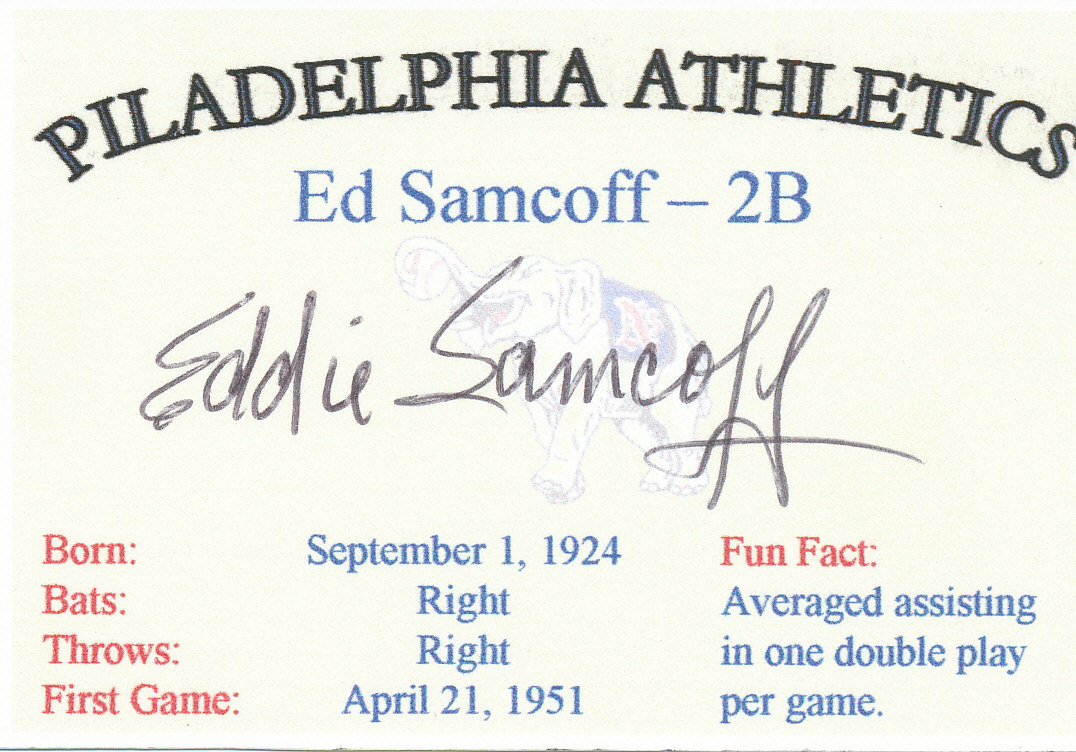 PILADELPHIA ATHLETICS
Ed Samcoff – 2B
Eddie Samcoff
Born: September 1, 1924
Bats: Right
Throws: Right
First Game: April 21, 1951
Fun Fact:
Averaged assisting
in one double play
per game.